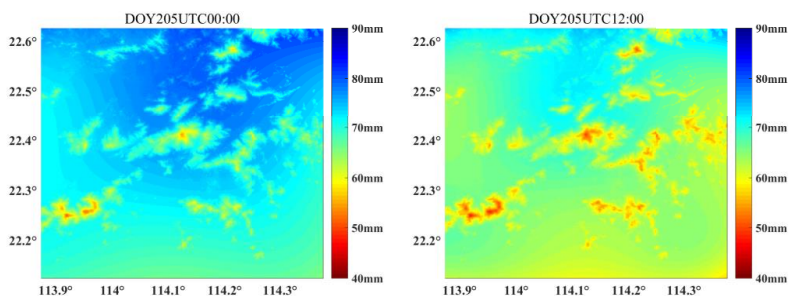 DOY205UTC00:00
22.6°
22.5°
22.4°
22.3°
22.2°
113.9° 114° 114.1° 114.2° 114.3°
90mm
80mm
70mm
60mm
50mm
40mm
DOY205UTC12:00
22.6°
22.5°
22.4°
22.3°
22.2°
113.9° 114° 114.1° 114.2° 114.3°
90mm
80mm
70mm
60mm
50mm
40mm